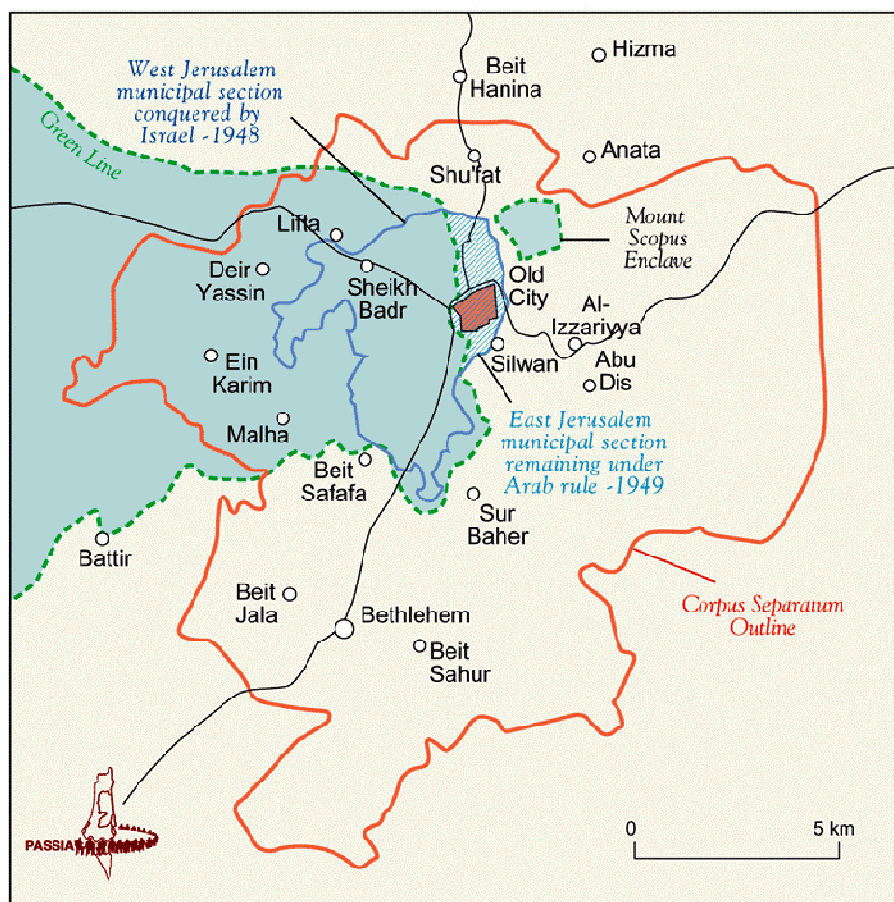 West Jerusalem
municipal section
conquered by
Israel -1948
Green Line
Beit
Hanina
Hizma
Shu'fat
Anata
Mount
Scopus
Enclave
Lifta
Deir
Yassin
Sheikh
Badr
Old
City
Al-
Izzariyya
Ein
Karim
Silwan
Abu
Dis
Malha
East Jerusalem
municipal section
remaining under
Arab rule -1949
Beit
Safafa
Sur
Baher
Battir
Beit
Jala
Bethlehem
Beit
Sahur
Corpus Separatum
Outline
0
5 km
PASSIA